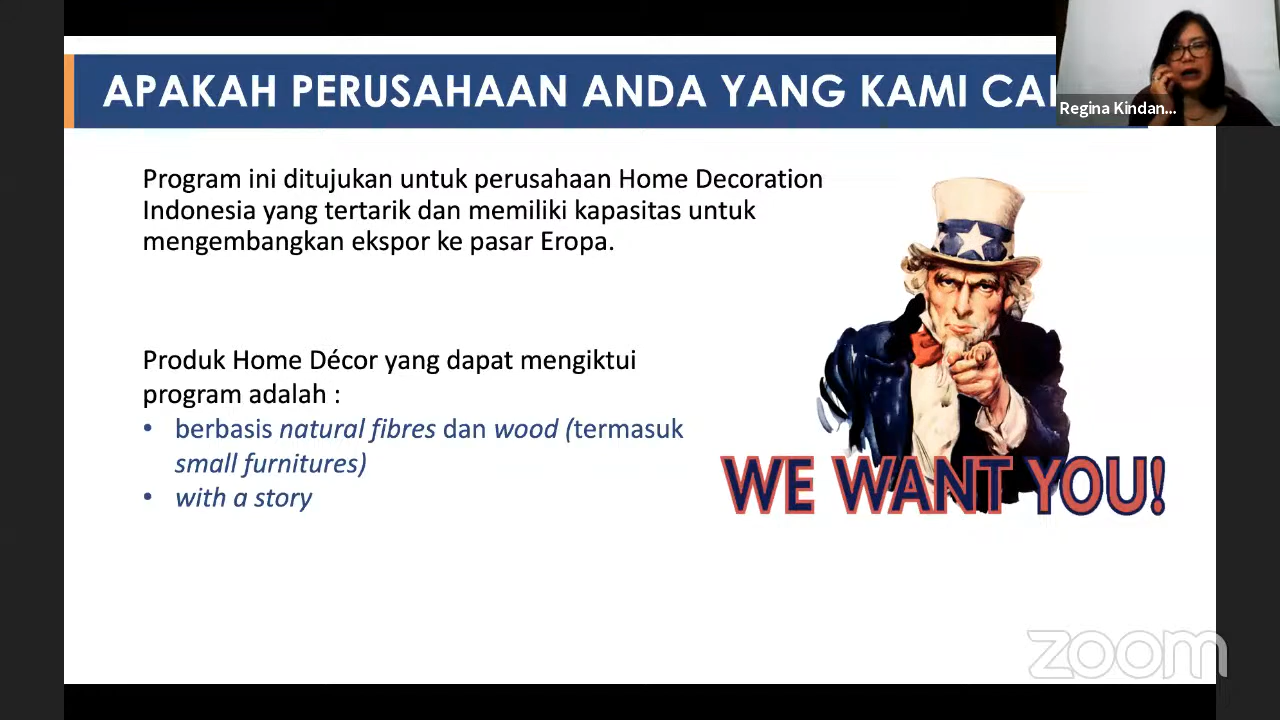 APAKAH PERUSAHAAN ANDA YANG KAMI
Regina Kindan...
Program ini ditujukan untuk perusahaan Home Decoration
Indonesia yang tertarik dan memiliki kapasitas untuk
mengembangkan ekspor ke pasar Eropa.
Produk Home Décor yang dapat mengiktui
program adalah :
• berbasis natural fibres dan wood (termasuk
small furnitures)
• with a story
WE WANT YOU!
zoom